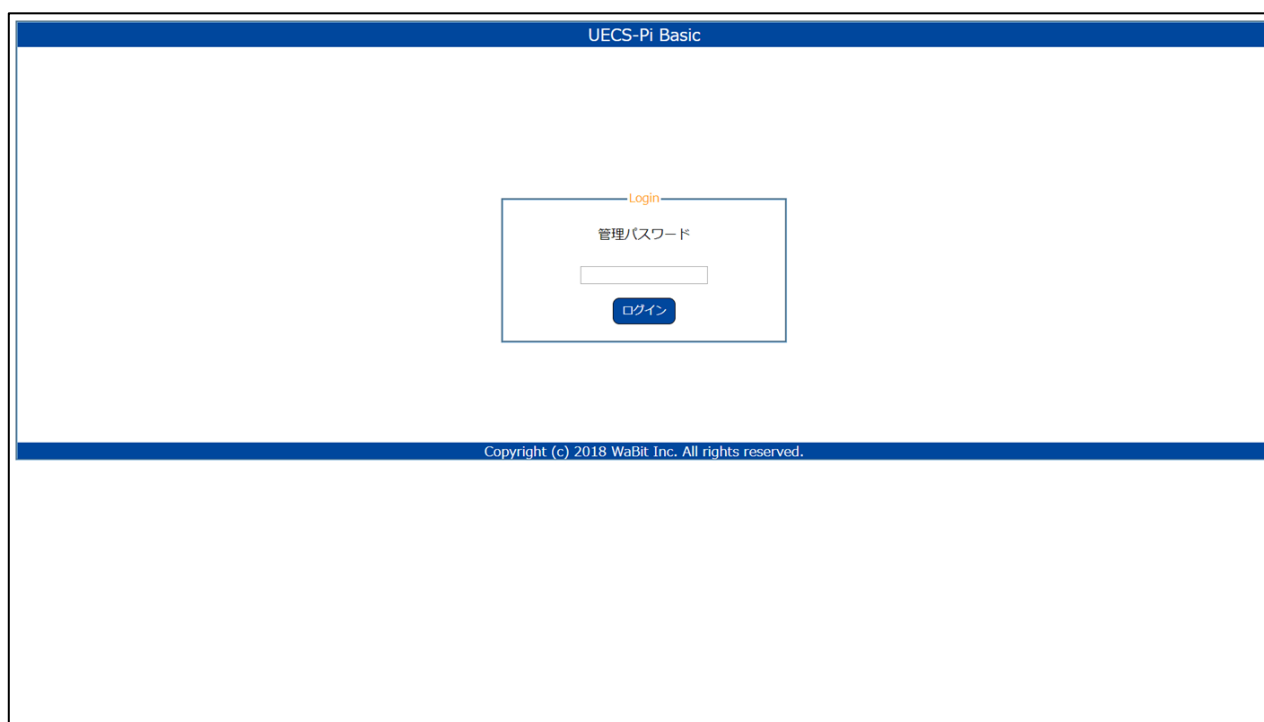 UECS-Pi Basic
Login
管理パスワード
ログイン
Copyright (c) 2018 WaBit Inc. All rights reserved.